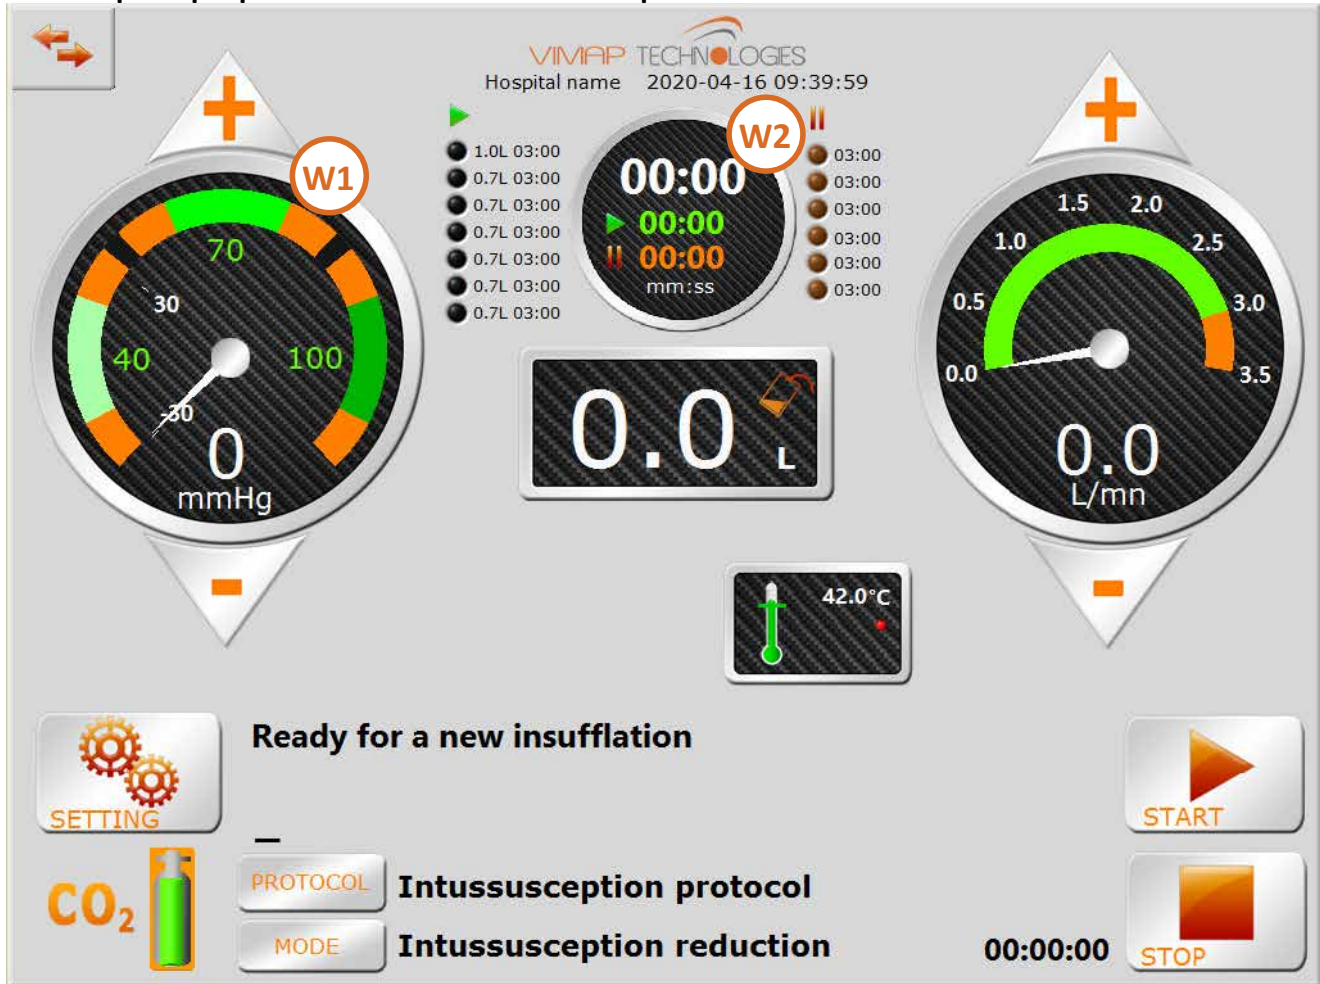 VIMAP TECHNOLOGIES
Hospital name 2020-04-16 09:39:59
W1
W2
1.0L 03:00
0.7L 03:00
0.7L 03:00
0.7L 03:00
0.7L 03:00
0.7L 03:00
0.7L 03:00
00:00
00:00
00:00
mm:ss
03:00
03:00
03:00
03:00
03:00
03:00
70
30
40
100
-30
0
mmHg
0.0
L
0.0
0.5
1.0
1.5
2.0
2.5
3.0
3.5
0.0
L/mn
42.0°C
Ready for a new insufflation
SETTING
START
CO2
PROTOCOL Intussusception protocol
MODE Intussusception reduction
00:00:00
STOP